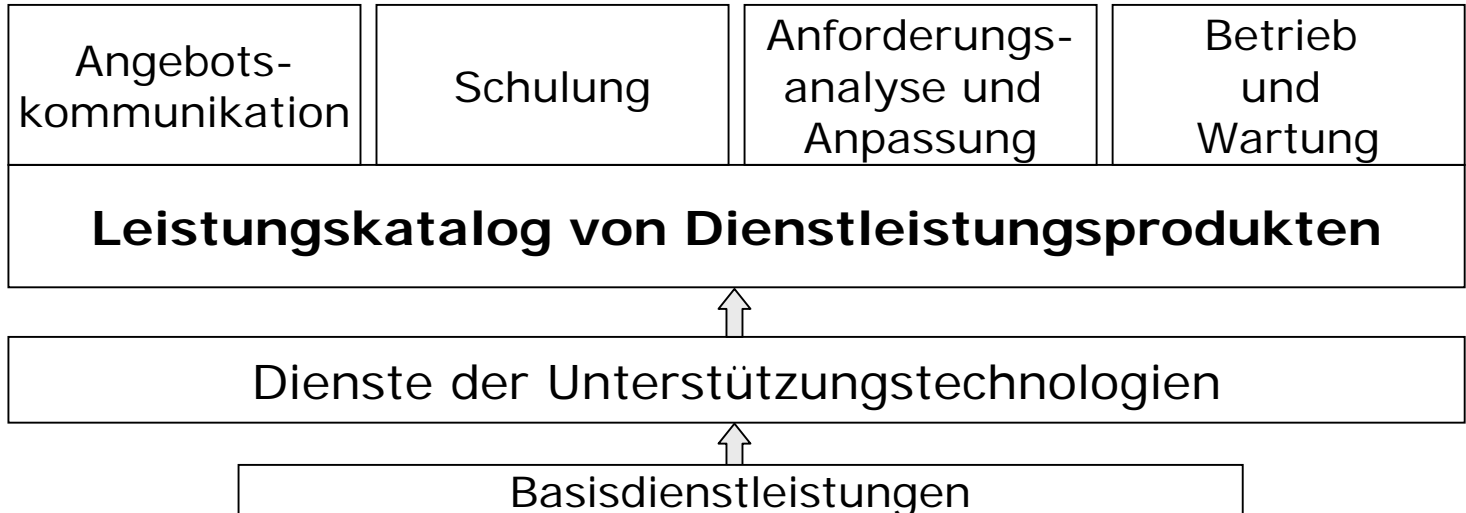 Angebots-
kommunikation
Schulung
Anforderungs-
analyse und
Anpassung
Betrieb
und
Wartung
Leistungskatalog von Dienstleistungsprodukten
Dienste der Unterstützungstechnologien
Basisdienstleistungen